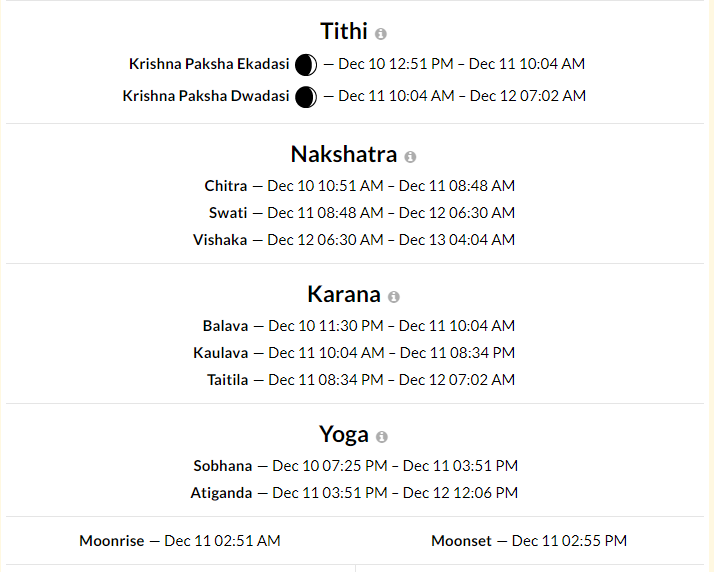 Tithi
Krishna Paksha Ekadasi — Dec 10 12:51 PM – Dec 11 10:04 AM
Krishna Paksha Dwadasi — Dec 11 10:04 AM – Dec 12 07:02 AM
Nakshatra
Chitra — Dec 10 10:51 AM – Dec 11 08:48 AM
Swati — Dec 11 08:48 AM – Dec 12 06:30 AM
Vishaka — Dec 12 06:30 AM – Dec 13 04:04 AM
Karana
Balava — Dec 10 11:30 PM – Dec 11 10:04 AM
Kaulava — Dec 11 10:04 AM – Dec 11 08:34 PM
Taitila — Dec 11 08:34 PM – Dec 12 07:02 AM
Yoga
Sobhana — Dec 10 07:25 PM – Dec 11 03:51 PM
Atiganda — Dec 11 03:51 PM – Dec 12 12:06 PM
Moonrise — Dec 11 02:51 AM
Moonset — Dec 11 02:55 PM